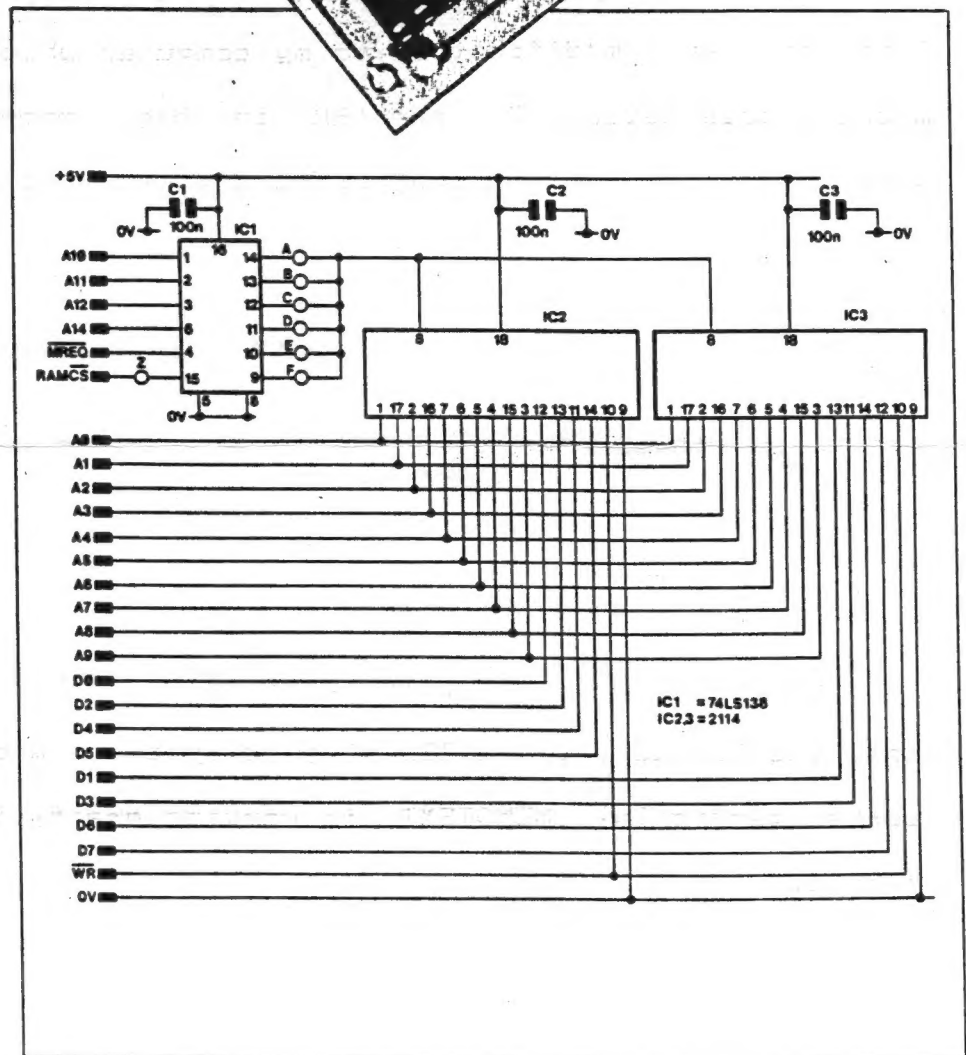 +5V
C1
C2
C3
100n
100n
100n
0V
0V
0V
0V
16
IC1
A10
1
14
A
A11
2
13
B
A12
3
12
C
A14
6
11
D
MREQ
4
10
E
RAMCS
Z
15
9
F
0V
5
8
IC2
8
18
IC3
8
18
1 17 2 16 7 6 5 4 15 3 12 13 11 14 10 9
1 17 2 16 7 6 5 4 15 3 13 11 14 12 10 9
A0
A1
A2
A3
A4
A5
A6
A7
A8
A9
D0
D2
D4
D5
D1
D3
D6
D7
WR
0V
IC1 = 74LS138
IC2,3 = 2114